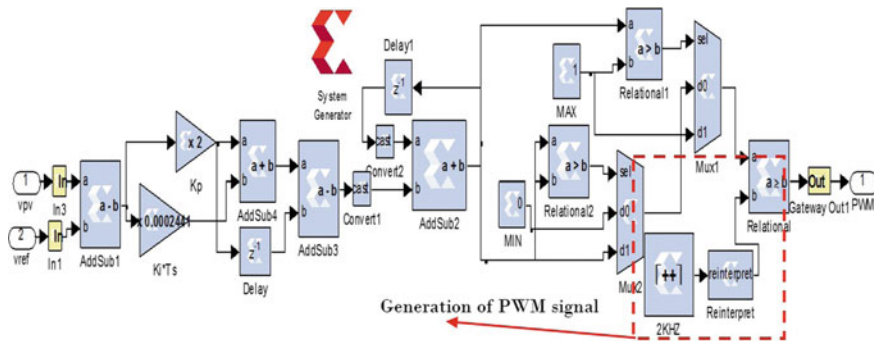 1
vpv
In
In3
2
vref
In
In1
a
b
a - b
AddSub1
x 2
Kp
x 0.0002441
Ki*Ts
a
b
a + b
AddSub4
z-1
Delay
a
b
a - b
AddSub3
cast
Convert1
System
Generator
Delay1
z-1
cast
Convert2
a
b
a + b
AddSub2
1
MAX
0
MIN
a
b
a > b
Relational1
a
b
a > b
Relational2
sel
d0
d1
Mux1
sel
d0
d1
Mux2
++
2KHZ
reinterpret
Reinterpret
a
b
a ≥ b
Relational
Out
Gateway Out1
1
PWM
Generation of PWM signal